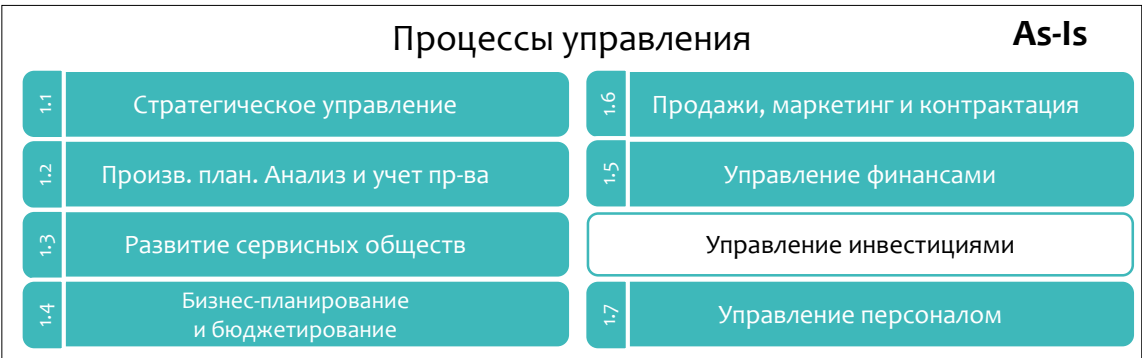 Процессы управления
As-Is
1.1
Стратегическое управление
1.6
Продажи, маркетинг и контрактация
1.2
Произв. план. Анализ и учет пр-ва
1.5
Управление финансами
1.3
Развитие сервисных обществ
Управление инвестициями
1.4
Бизнес-планирование
и бюджетирование
1.7
Управление персоналом